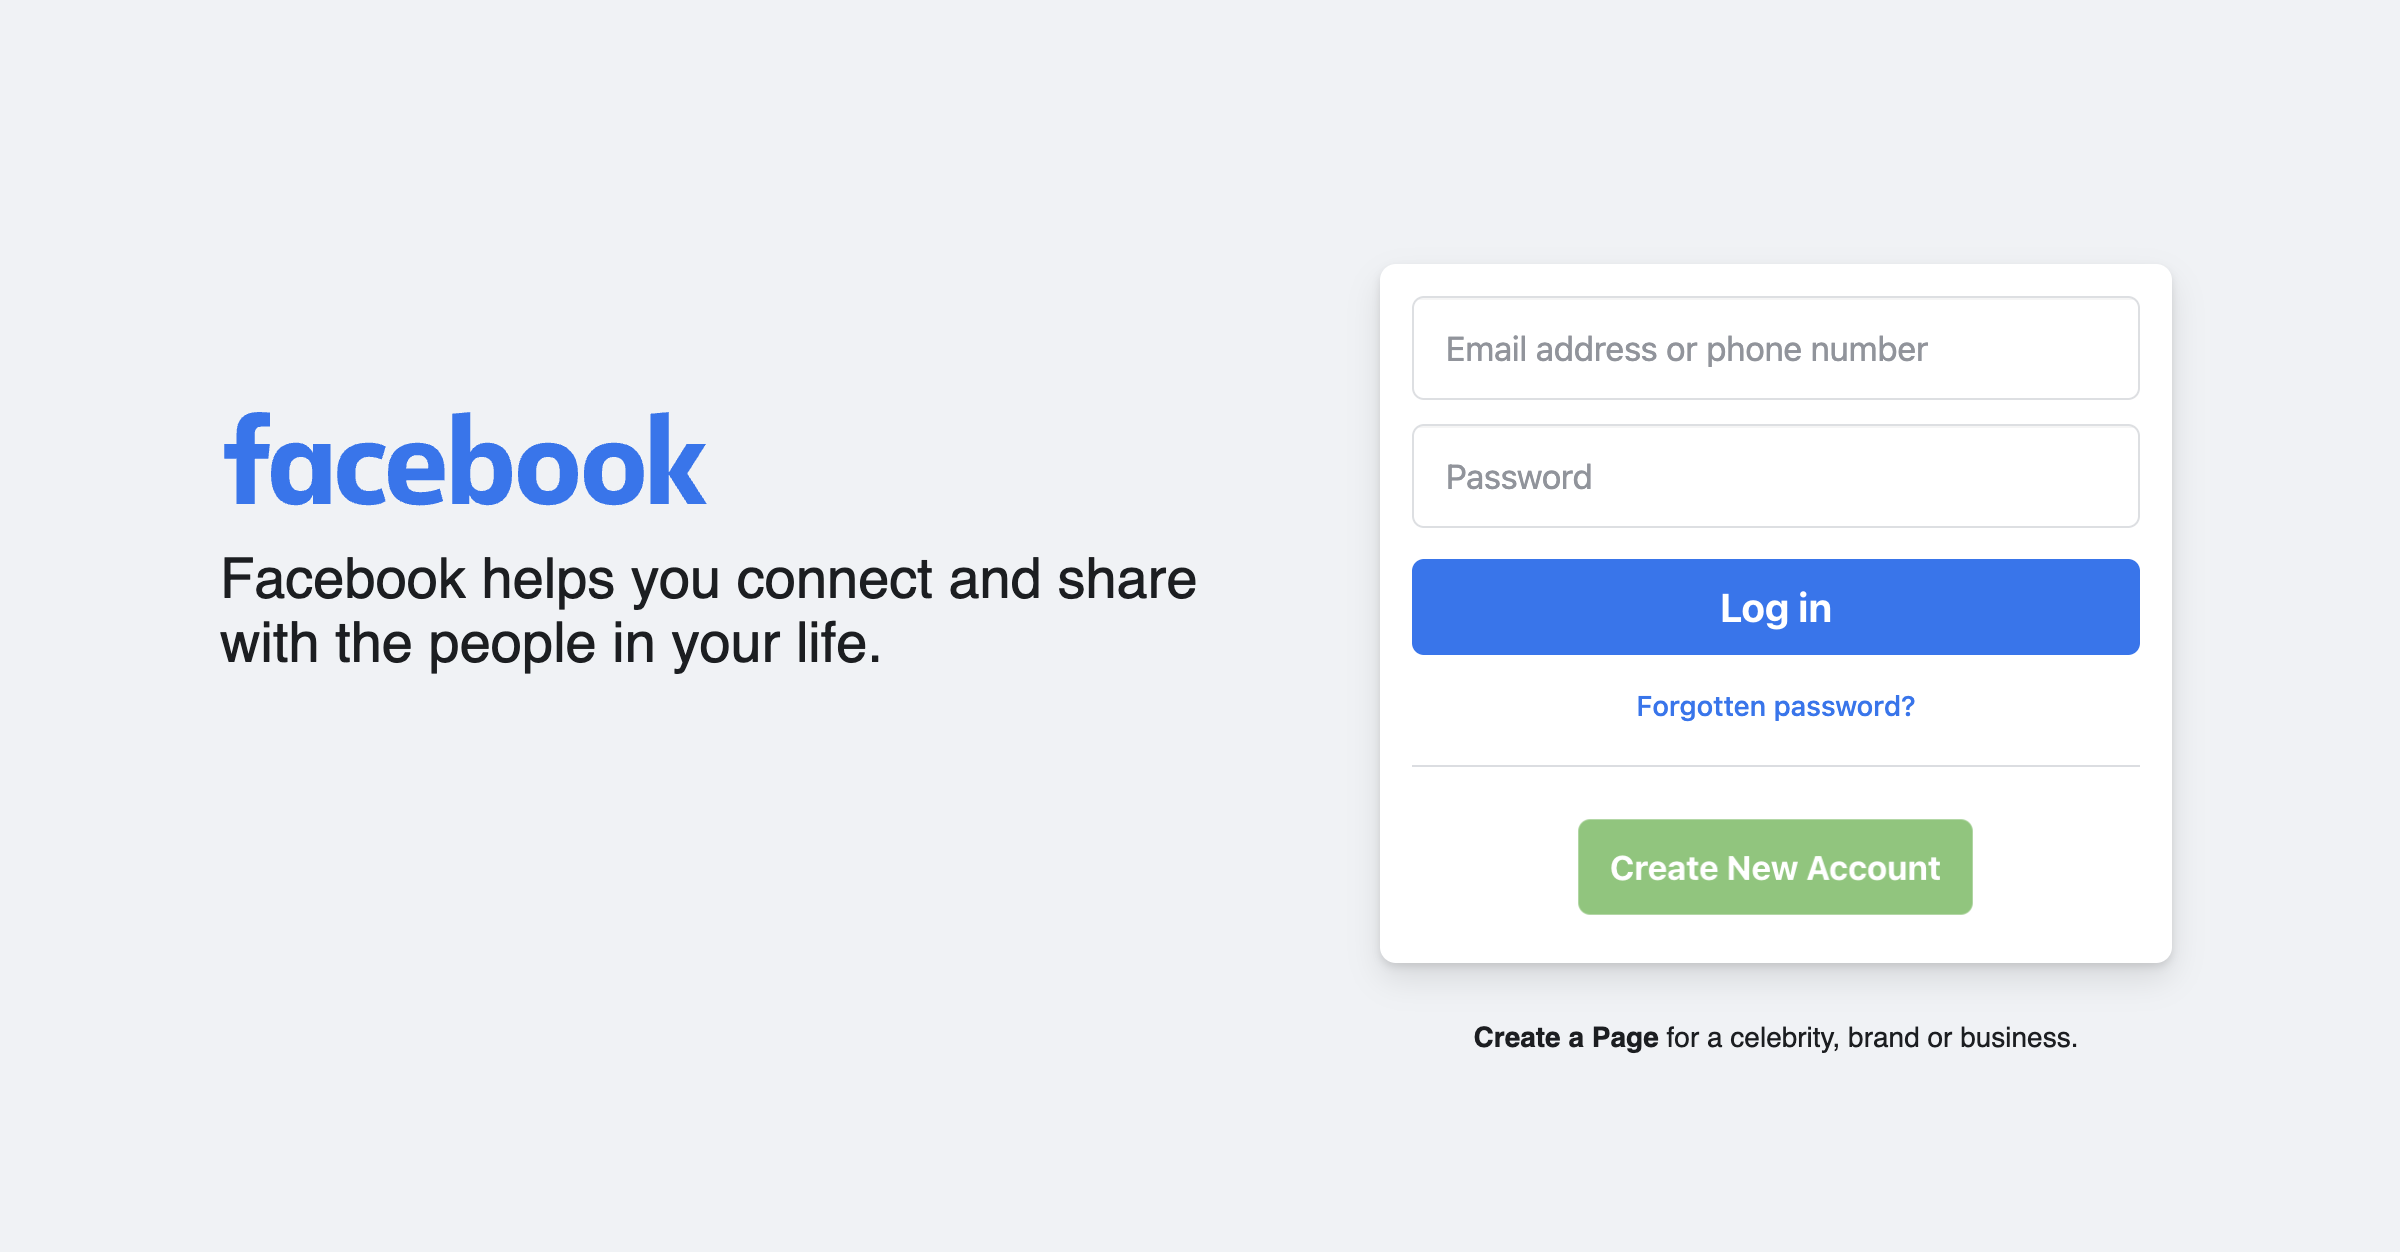 facebook
Facebook helps you connect and share
with the people in your life.
Email address or phone number
Password
Log in
Forgotten password?
Create New Account
Create a Page for a celebrity, brand or business.